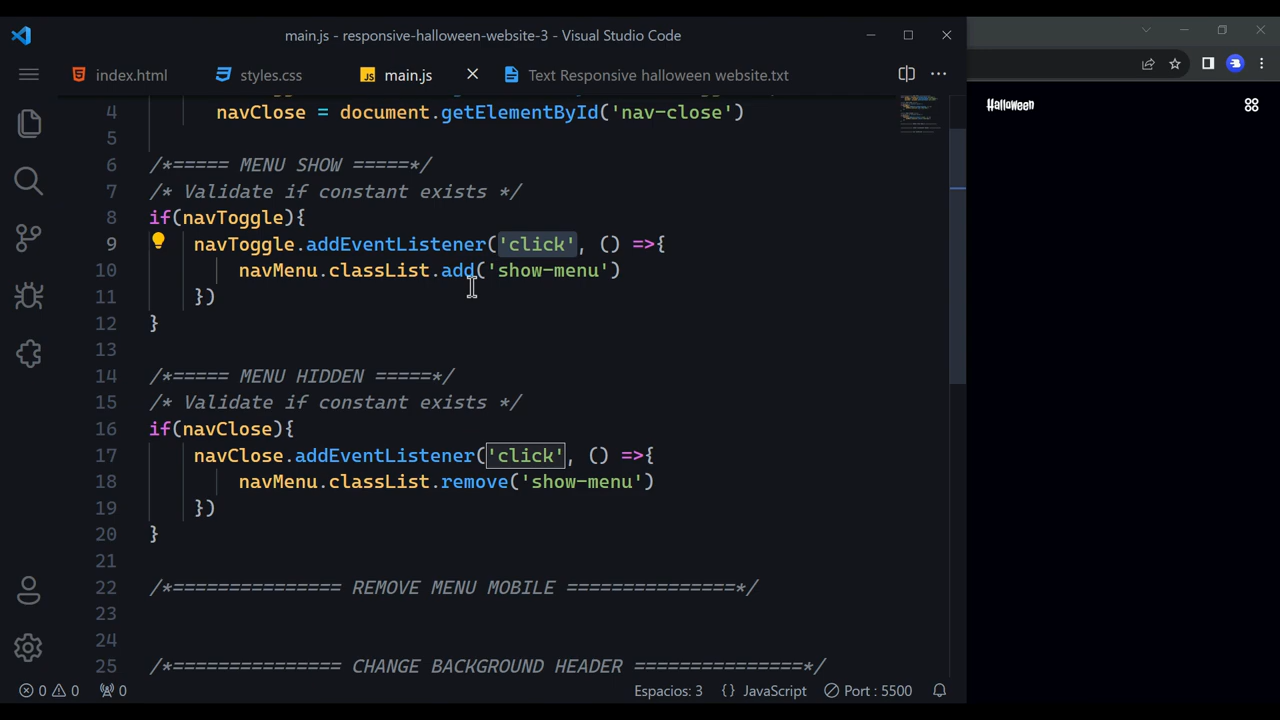 main.js - responsive-halloween-website-3 - Visual Studio Code
index.html
styles.css
JS main.js
Text Responsive halloween website.txt
4 navClose = document.getElementById('nav-close')
5
6 /*===== MENU SHOW =====*/
7 /* Validate if constant exists */
8 if(navToggle){
9 navToggle.addEventListener('click', () =>{
10 navMenu.classList.add('show-menu')
11 })
12 }
13
14 /*===== MENU HIDDEN =====*/
15 /* Validate if constant exists */
16 if(navClose){
17 navClose.addEventListener('click', () =>{
18 navMenu.classList.remove('show-menu')
19 })
20 }
21
22 /*=============== REMOVE MENU MOBILE ===============*/
23
24
25 /*=============== CHANGE BACKGROUND HEADER ===============*/
0 0 0
Espacios: 3
{} JavaScript
Port : 5500
Halloween